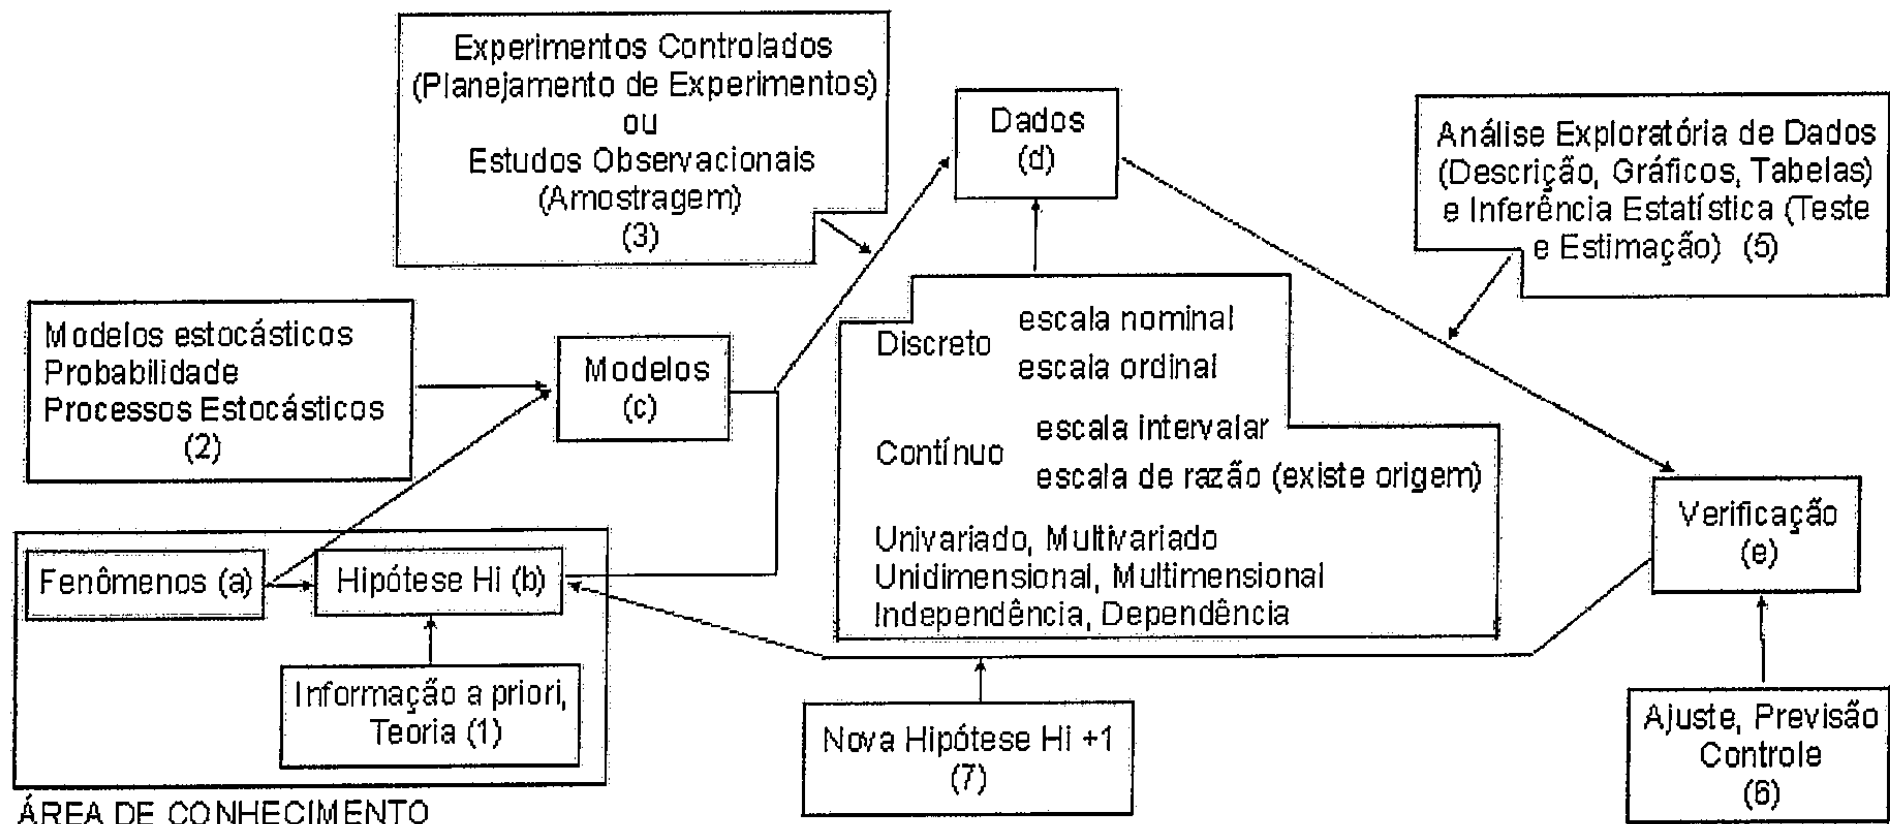 Experimentos Controlados
(Planejamento de Experimentos)
ou
Estudos Observacionais
(Amostragem)
(3)
Dados
(d)
Análise Exploratória de Dados
(Descrição, Gráficos, Tabelas)
e Inferência Estatística (Teste
e Estimação) (5)
Modelos estocásticos
Probabilidade
Processos Estocásticos
(2)
Modelos
(c)
Discreto
escala nominal
escala ordinal
Contínuo
escala intervalar
escala de razão (existe origem)
Univariado, Multivariado
Unidimensional, Multimensional
Independência, Dependência
Verificação
(e)
Fenômenos (a)
Hipótese Hi (b)
Informação a priori,
Teoria (1)
Nova Hipótese Hi +1
(7)
Ajuste, Previsão
Controle
(6)
ÁREA DE CONHECIMENTO